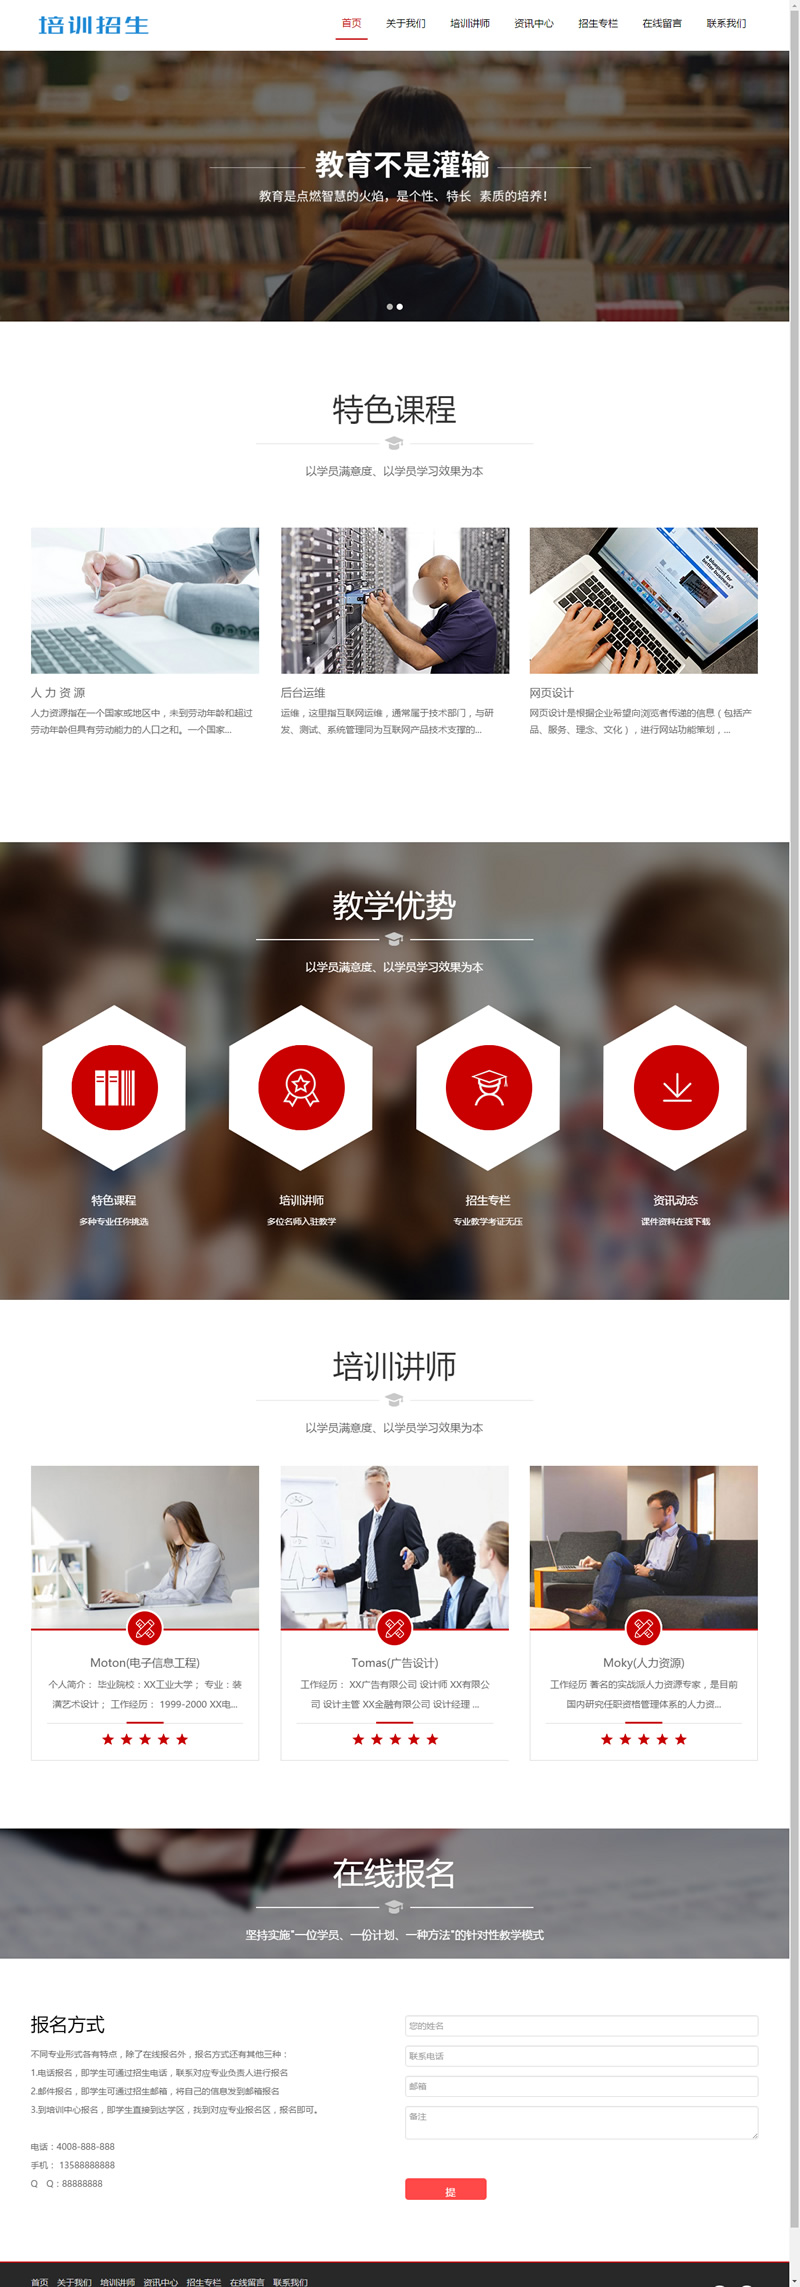 培训招生
首页 关于我们 培训讲师 资讯中心 招生专栏 在线留言 联系我们
教育不是灌输
教育是点燃智慧的火焰，是个性、特长 素质的培养！
特色课程
以学员满意度、以学员学习效果为本
a blueprint for
better business?
人 力 资 源
人力资源指在一个国家或地区中，未到劳动年龄和超过
劳动年龄但具有劳动能力的人口之和。一个国家...
后台运维
运维，这里指互联网运维，通常属于技术部门，与研
发、测试、系统管理同为互联网产品技术支撑的...
网页设计
网页设计是根据企业希望向浏览者传递的信息（包括产
品、服务、理念、文化），进行网站功能策划，...
教学优势
以学员满意度、以学员学习效果为本
特色课程
多种专业任你挑选
培训讲师
多位名师入驻教学
招生专栏
专业教学考证无压
资讯动态
课件资料在线下载
培训讲师
以学员满意度、以学员学习效果为本
Moton(电子信息工程)
个人简介： 毕业院校：XX工业大学； 专业：装
满艺术设计； 工作经历： 1999-2000 XX电...
Tomas(广告设计)
工作经历： XX广告有限公司 设计师 XX有限公
司 设计主管 XX金融有限公司 设计经理 ...
Moky(人力资源)
工作经历 著名的实战派人力资源专家，是目前
国内研究任职资格管理体系的人力资...
在线报名
坚持实施"一位学员、一份计划、一种方法"的针对性教学模式
报名方式
不同专业形式各有特点，除了在线报名外，报名方式还有其他三种：
1.电话报名，即学生可通过招生电话，联系对应专业负责人进行报名
2.邮件报名，即学生可通过招生邮箱，将自己的信息发到邮箱报名
3.到培训中心报名，即学生直接到达学区，找到对应专业报名区，报名即可。
电话：4008-888-888
手机： 13588888888
Q Q：88888888
您的姓名
联系电话
邮箱
备注
提
首页 关于我们 培训讲师 资讯中心 招生专栏 在线留言 联系我们